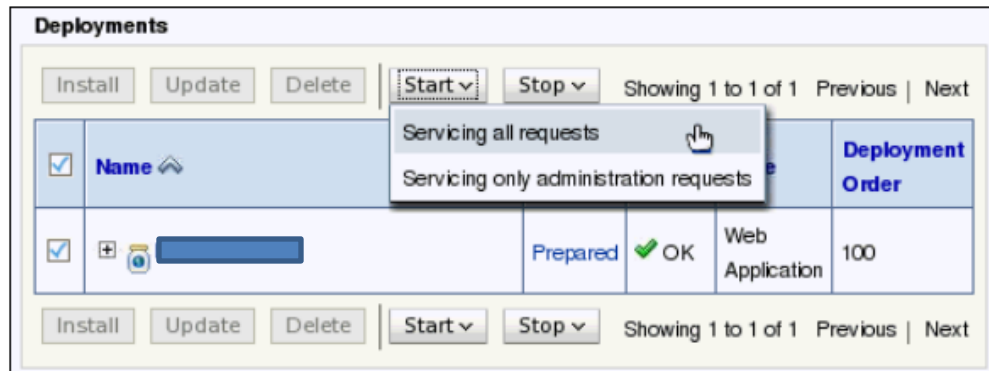 Deployments
Install Update Delete Start Stop Showing 1 to 1 of 1 Previous | Next
Servicing all requests
Servicing only administration requests
Name Deployment Order
Prepared OK Web Application 100
Install Update Delete Start Stop Showing 1 to 1 of 1 Previous | Next